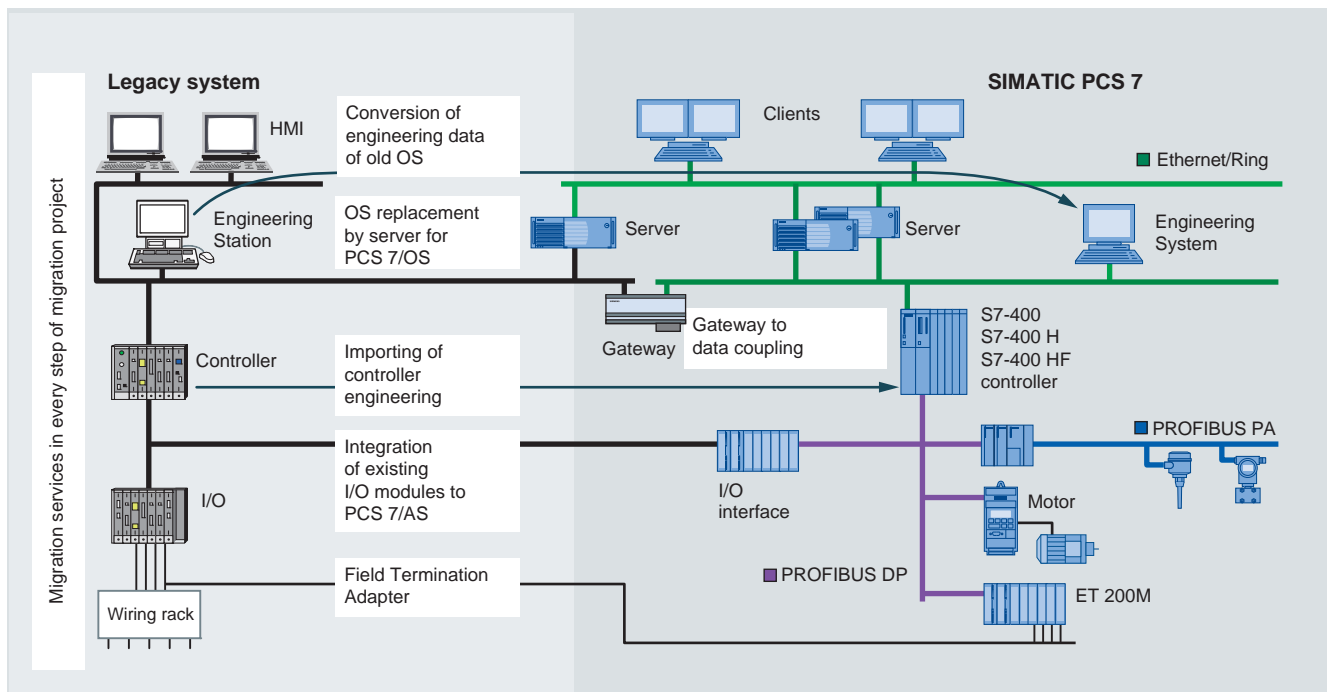 Legacy system
SIMATIC PCS 7
Migration services in every step of migration project
HMI
Conversion of
engineering data
of old OS
Clients
Ethernet/Ring
Engineering
Station
OS replacement
by server for
PCS 7/OS
Server
Server
Engineering
System
Gateway
Gateway to
data coupling
S7-400
S7-400 H
S7-400 HF
controller
Controller
Importing of
controller
engineering
Integration
of existing
I/O modules to
PCS 7/AS
PROFIBUS PA
I/O
I/O
interface
Motor
PROFIBUS DP
Field Termination
Adapter
ET 200M
Wiring rack